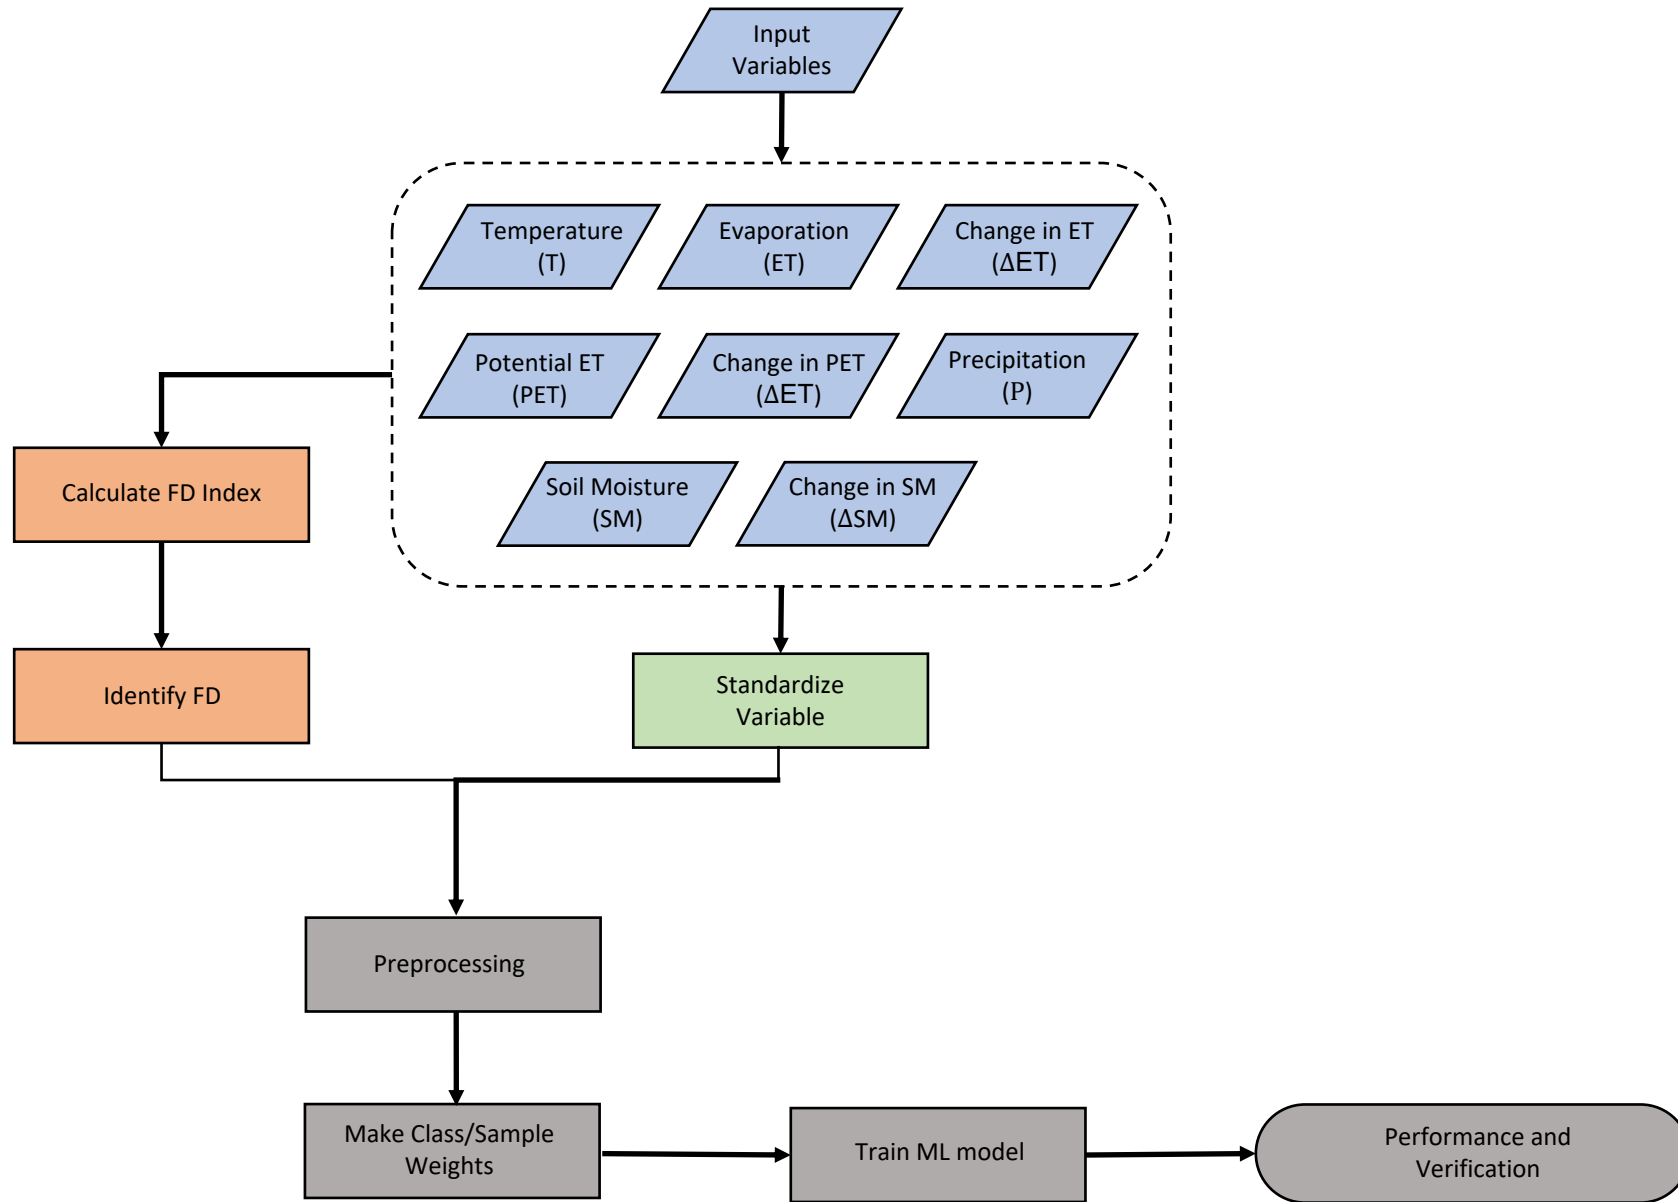 Input
Variables
Temperature
(T)
Evaporation
(ET)
Change in ET
(ΔET)
Potential ET
(PET)
Change in PET
(ΔET)
Precipitation
(P)
Soil Moisture
(SM)
Change in SM
(ΔSM)
Calculate FD Index
Identify FD
Standardize
Variable
Preprocessing
Make Class/Sample
Weights
Train ML model
Performance and
Verification